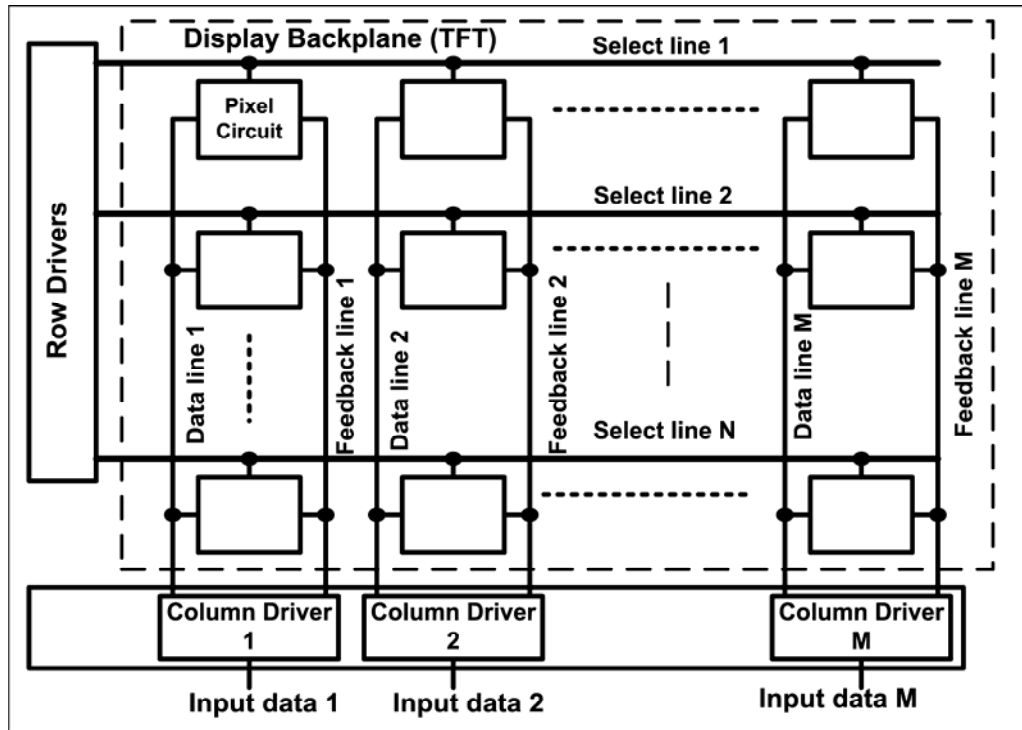 Display Backplane (TFT)
Select line 1
Pixel
Circuit
Row Drivers
Select line 2
Data line 1
Feedback line 1
Data line 2
Feedback line 2
Data line M
Feedback line M
Select line N
Column Driver
1
Column Driver
2
Column Driver
M
Input data 1
Input data 2
Input data M